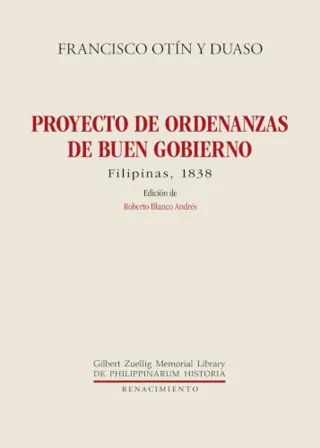 FRANCISCO OTÍN Y DUASO
PROYECTO DE ORDENANZAS
DE BUEN GOBIERNO
Filipinas, 1838
Edición de
Roberto Blanco Andrés
Gilbert Zuellig Memorial Library
DE PHILIPPINARUM HISTORIA
RENACIMIENTO